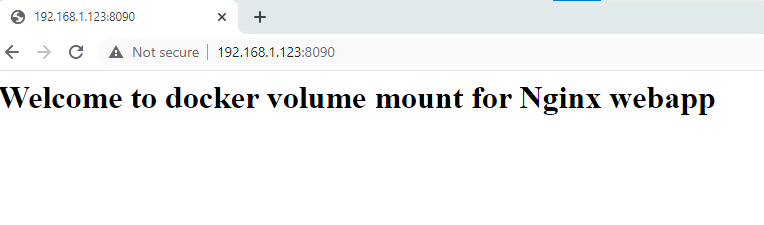 192.168.1.123:8090
Not secure 192.168.1.123:8090
Welcome to docker volume mount for Nginx webapp